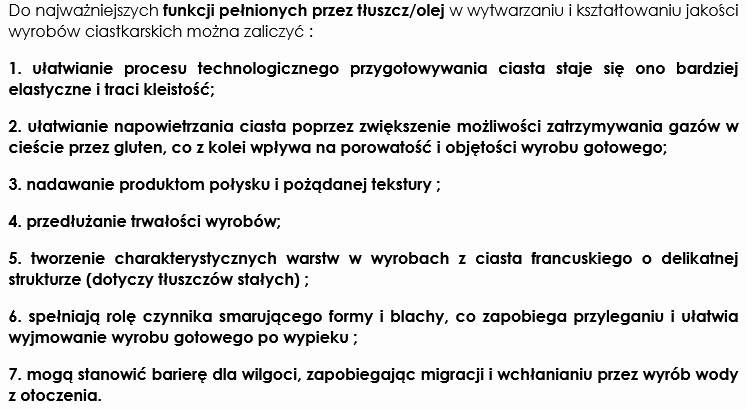 Do najważniejszych funkcji pełnionych przez tłuszcz/olej w wytwarzaniu i kształtowaniu jakości
wyrobów ciastkarskich można zaliczyć :
1. ułatwianie procesu technologicznego przygotowywania ciasta staje się ono bardziej
elastyczne i traci kleistość;
2. ułatwianie napowietrzania ciasta poprzez zwiększenie możliwości zatrzymywania gazów w
cieście przez gluten, co z kolei wpływa na porowatość i objętości wyrobu gotowego;
3. nadawanie produktom połysku i pożądanej tekstury ;
4. przedłużanie trwałości wyrobów;
5. tworzenie charakterystycznych warstw w wyrobach z ciasta francuskiego o delikatnej
strukturze (dotyczy tłuszczów stałych) ;
6. spełniają rolę czynnika smarującego formy i blachy, co zapobiega przyleganiu i ułatwia
wyjmowanie wyrobu gotowego po wypieku ;
7. mogą stanowić barierę dla wilgoci, zapobiegając migracji i wchłanianiu przez wyrób wody
z otoczenia.